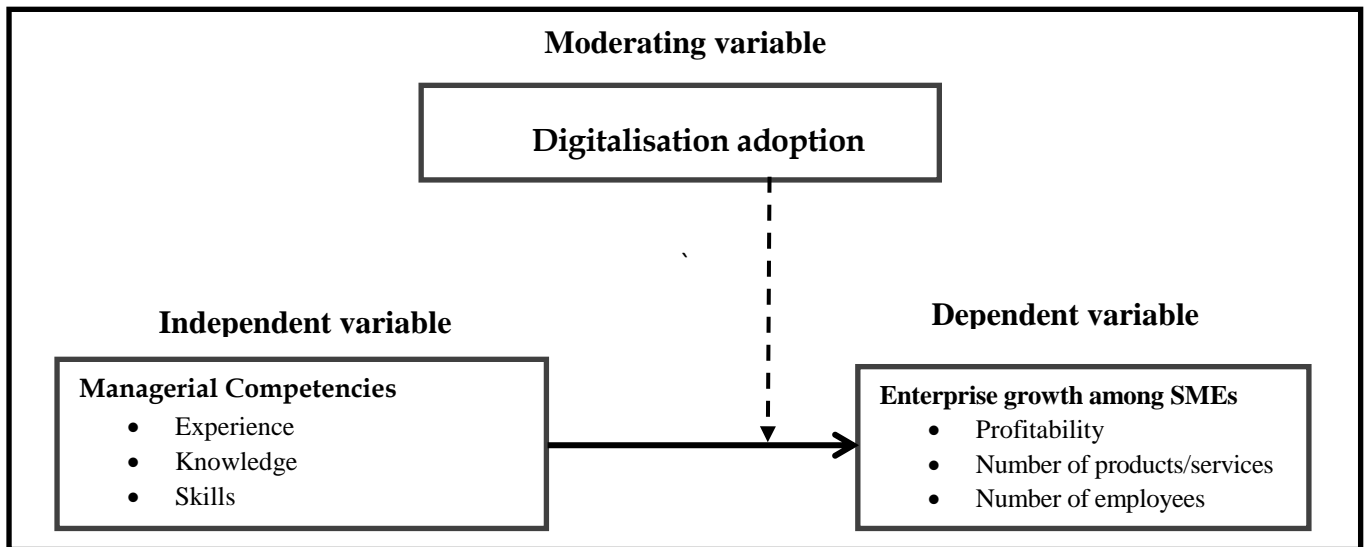 Moderating variable
Digitalisation adoption
`
Independent variable
Dependent variable
Managerial Competencies
• Experience
• Knowledge
• Skills
Enterprise growth among SMEs
• Profitability
• Number of products/services
• Number of employees